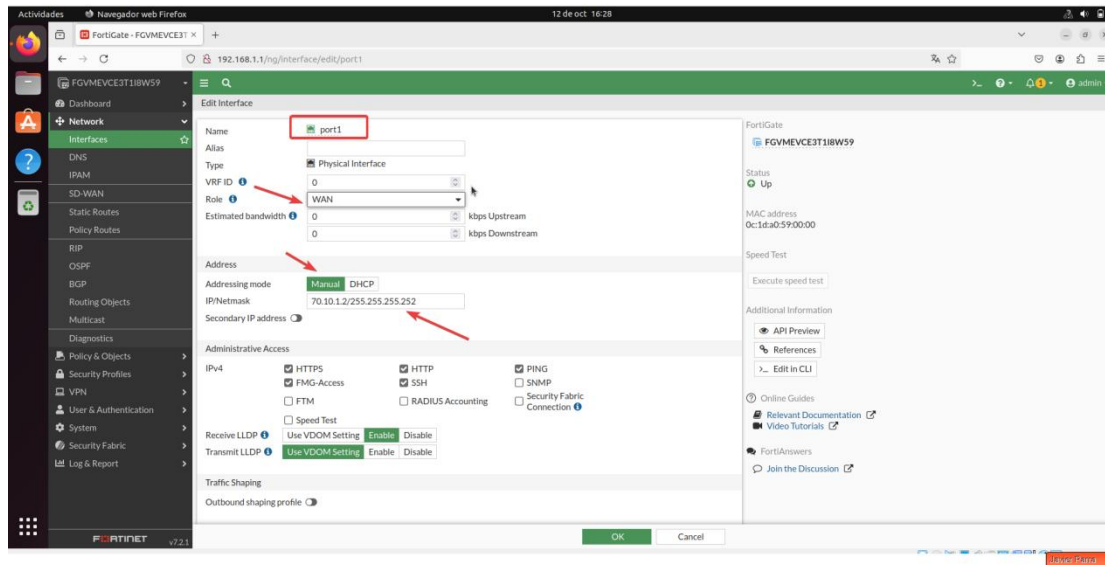 Actividades Navegador web Firefox 12 de oct 16:28
FortiGate - FGVMEVCE3T1
192.168.1.1/ng/interface/edit/port1
FGVMEVCE3T1I8W59
admin
Dashboard
Network
Interfaces
DNS
IPAM
SD-WAN
Static Routes
Policy Routes
RIP
OSPF
BGP
Routing Objects
Multicast
Diagnostics
Policy & Objects
Security Profiles
VPN
User & Authentication
System
Security Fabric
Log & Report
FORTINET v7.2.1
Edit Interface
Name port1
Alias
Type Physical Interface
VRF ID 0
Role WAN
Estimated bandwidth 0 kbps Upstream
0 kbps Downstream
Address
Addressing mode Manual DHCP
IP/Netmask 70.10.1.2/255.255.255.252
Secondary IP address
Administrative Access
IPv4 HTTPS HTTP PING
FMG-Access SSH SNMP
FTM RADIUS Accounting Security Fabric
Connection
Speed Test
Receive LLDP Use VDOM Setting Enable Disable
Transmit LLDP Use VDOM Setting Enable Disable
Traffic Shaping
Outbound shaping profile
OK Cancel
FortiGate
FGVMEVCE3T1I8W59
Status
Up
MAC address
0c:1d:a0:59:00:00
Speed Test
Execute speed test
Additional Information
API Preview
References
>_ Edit in CLI
Online Guides
Relevant Documentation
Video Tutorials
FortiAnswers
Join the Discussion
Javier Parra